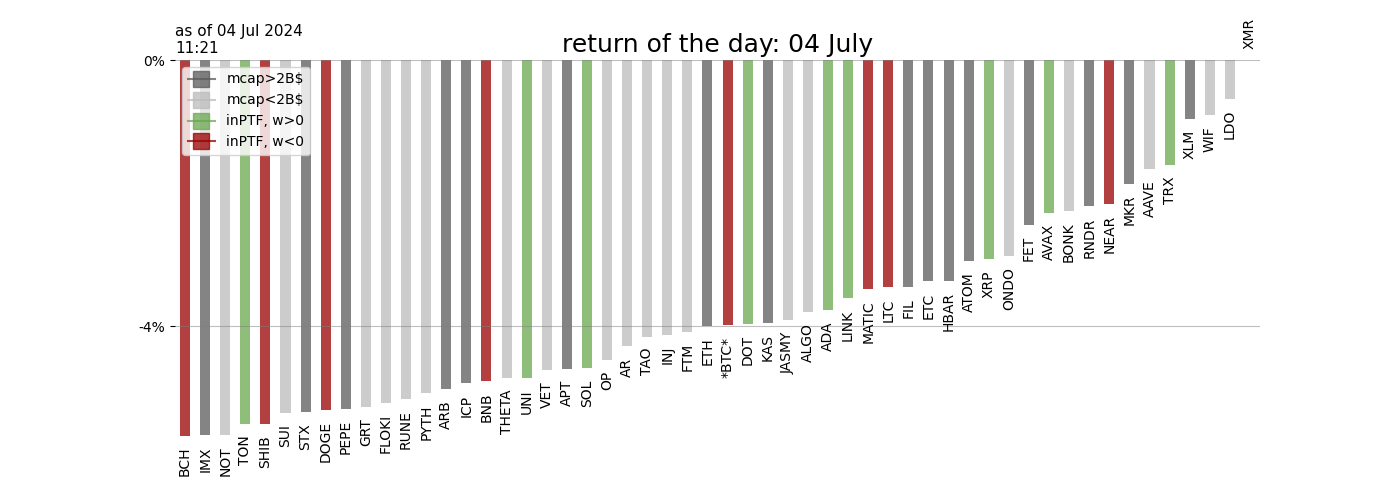 as of 04 Jul 2024
11:21
return of the day: 04 July
XMR
0%
mcap>2B$
mcap<2B$
inPTF, w>0
inPTF, w<0
-4%
BCH
IMX
NOT
TON
SHIB
SUI
STX
DOGE
PEPE
GRT
FLOKI
RUNE
PYTH
ARB
ICP
BNB
THETA
UNI
VET
APT
SOL
OP
AR
TAO
INJ
FTM
ETH
*BTC*
DOT
KAS
JASMY
ALGO
ADA
LINK
MATIC
LTC
FIL
ETC
HBAR
ATOM
XRP
ONDO
FET
AVAX
BONK
RNDR
NEAR
MKR
AAVE
TRX
XLM
WIF
LDO